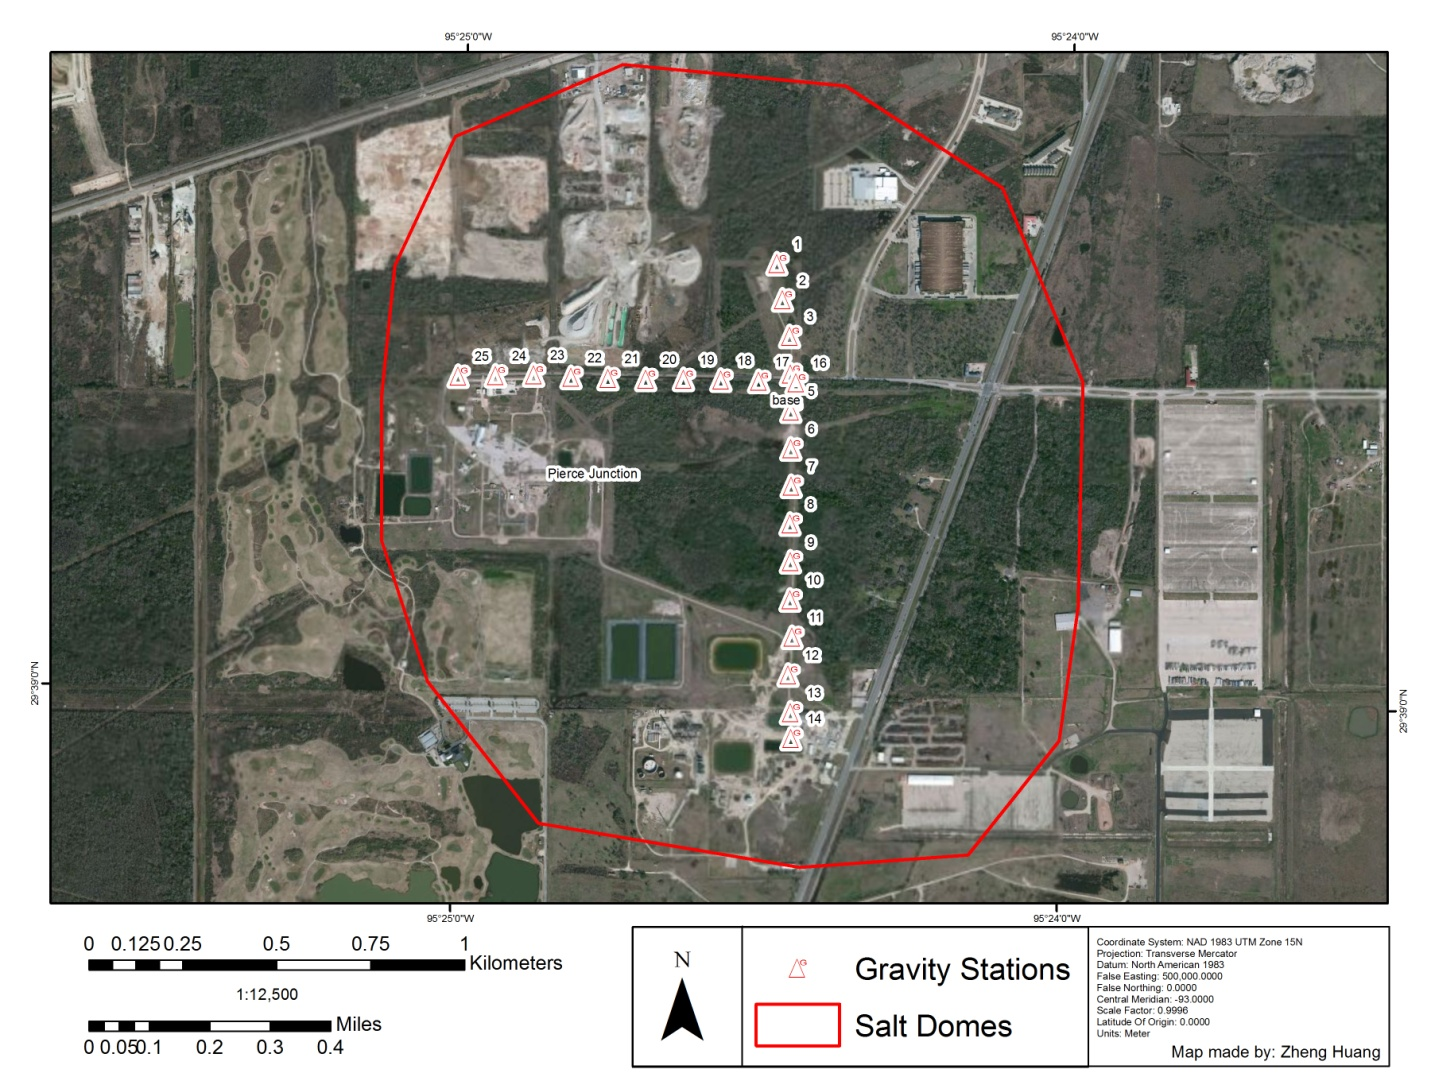 95°25'0"W
95°24'0"W
1
2
3
25
24
23
22
21
20
19
18
17
16
5
base
6
7
Pierce Junction
8
9
10
11
12
13
14
29°39'0"N
29°39'0"N
95°25'0"W
95°24'0"W
0 0.125 0.25 0.5 0.75 1
Kilometers
1:12,500
Miles
0 0.05 0.1 0.2 0.3 0.4
N
G Gravity Stations
Salt Domes
Coordinate System: NAD 1983 UTM Zone 15N
Projection: Transverse Mercator
Datum: North American 1983
False Easting: 500,000.0000
False Northing: 0.0000
Central Meridian: -93.0000
Scale Factor: 0.9996
Latitude Of Origin: 0.0000
Units: Meter
Map made by: Zheng Huang